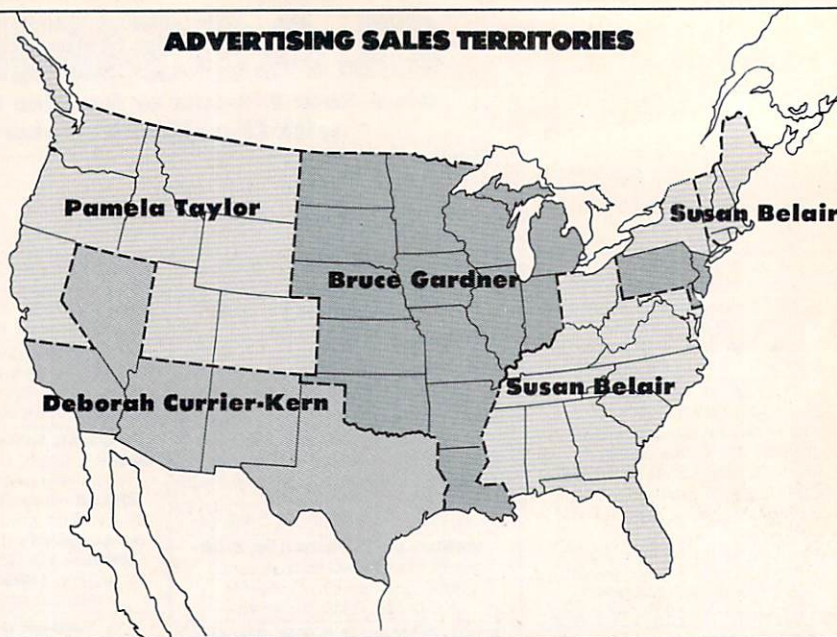 ADVERTISING SALES TERRITORIES
Pamela Taylor
Susan Belair
Bruce Gardner
Susan Belair
Deborah Currier-Kern